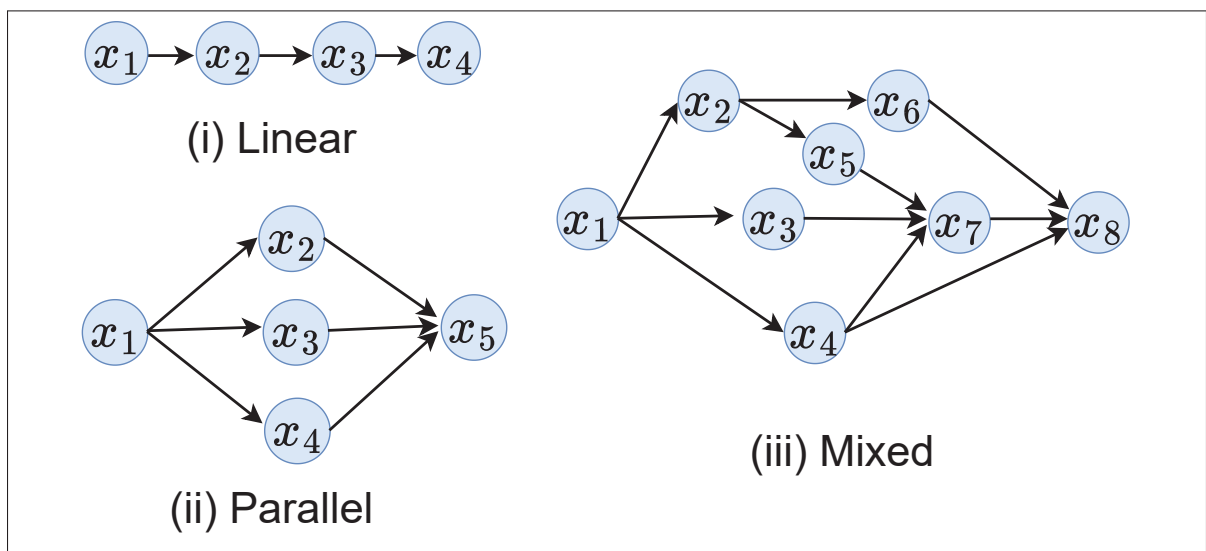 x1 x2 x3 x4
(i) Linear
x2
x1 x3 x5
x4
(ii) Parallel
x2 x6
x5
x1 x3 x7 x8
x4
(iii) Mixed